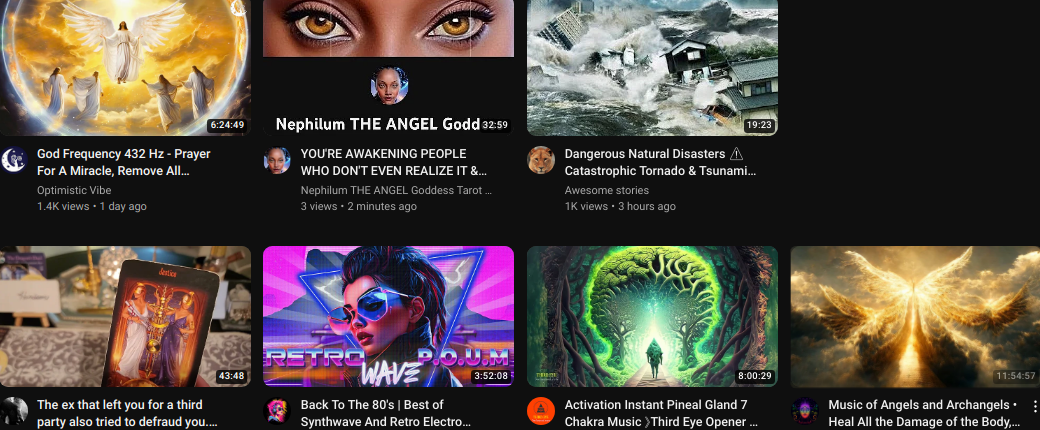 6:24:49
Nephilum THE ANGEL Godd
32:59
19:23
God Frequency 432 Hz - Prayer
For A Miracle, Remove All...
Optimistic Vibe
1.4K views • 1 day ago
YOU'RE AWAKENING PEOPLE
WHO DON'T EVEN REALIZE IT &...
Nephilum THE ANGEL Goddess Tarot ...
3 views • 2 minutes ago
Dangerous Natural Disasters ⚠
Catastrophic Tornado & Tsunami...
Awesome stories
1K views • 3 hours ago
Justice
43:48
RETRO WAVE P.O.U.M
3:52:08
8:00:29
11:54:57
The ex that left you for a third
party also tried to defraud you....
Back To The 80's | Best of
Synthwave And Retro Electro...
Activation Instant Pineal Gland 7
Chakra Music 》Third Eye Opener ...
Music of Angels and Archangels •
Heal All the Damage of the Body,...